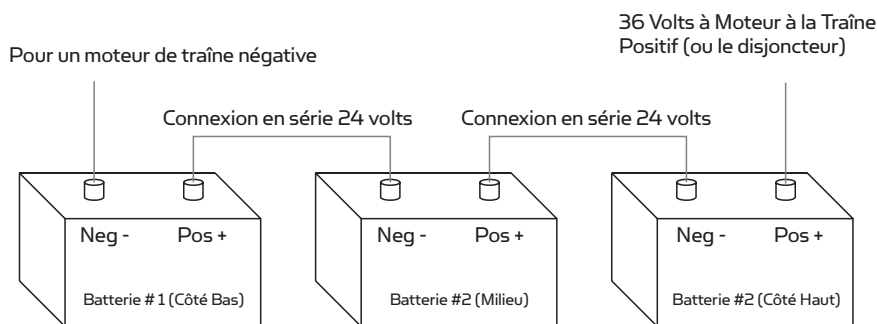 36 Volts à Moteur à la Traîne
Positif (ou le disjoncteur)
Pour un moteur de traîne négative
Connexion en série 24 volts
Connexion en série 24 volts
Neg - Pos +
Neg - Pos +
Neg - Pos +
Batterie # 1 (Côté Bas)
Batterie #2 (Milieu)
Batterie #2 (Côté Haut)